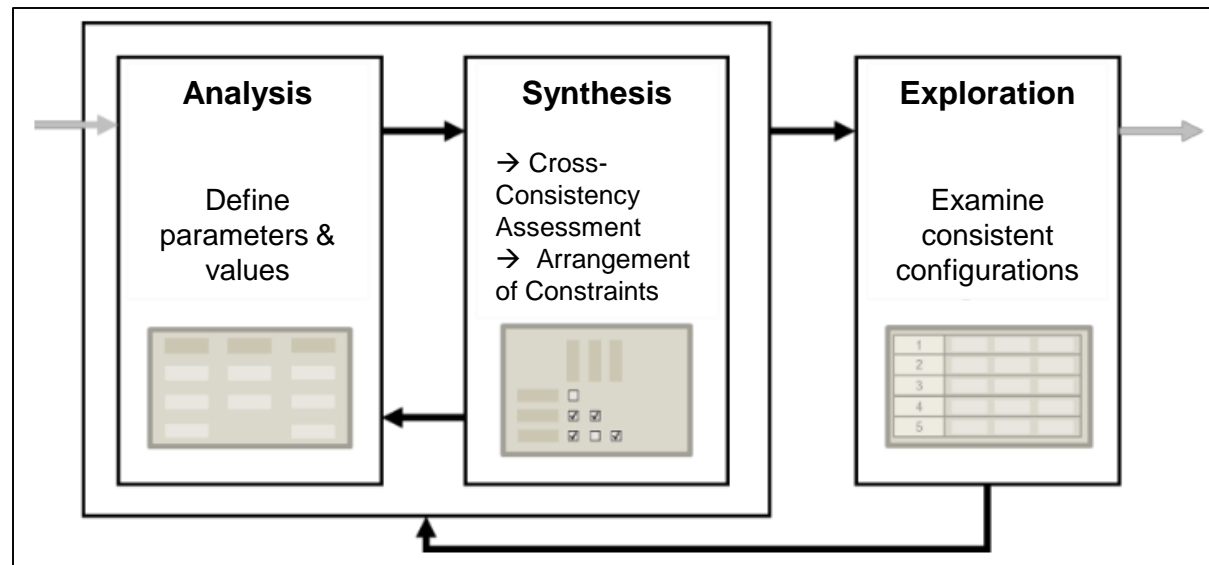 Analysis
Define
parameters &
values
Synthesis
→ Cross-
Consistency
Assessment
→ Arrangement
of Constraints
Exploration
Examine
consistent
configurations
1
2
3
4
5